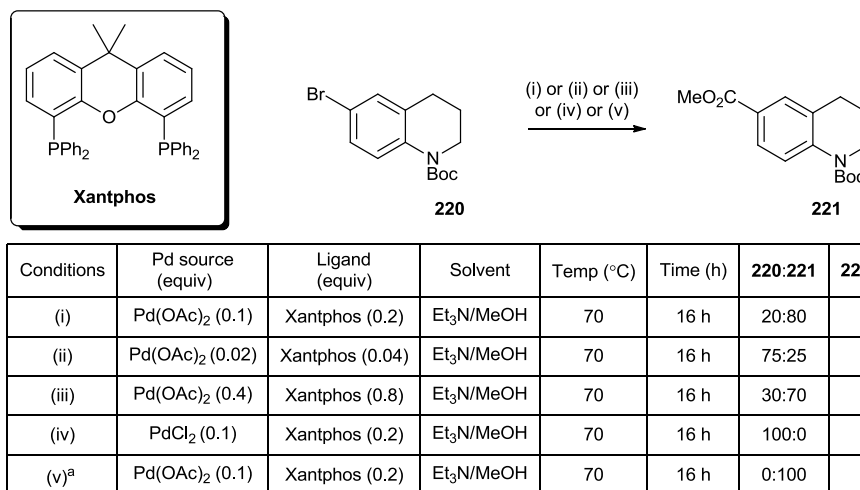 O
PPh2 PPh2
Xantphos
Br
N
Boc
220
(i) or (ii) or (iii)
or (iv) or (v)
MeO2C
N
Boc
221
Conditions Pd source (equiv) Ligand (equiv) Solvent Temp (°C) Time (h) 220:221
(i) Pd(OAc)2 (0.1) Xantphos (0.2) Et3N/MeOH 70 16 h 20:80
(ii) Pd(OAc)2 (0.02) Xantphos (0.04) Et3N/MeOH 70 16 h 75:25
(iii) Pd(OAc)2 (0.4) Xantphos (0.8) Et3N/MeOH 70 16 h 30:70
(iv) PdCl2 (0.1) Xantphos (0.2) Et3N/MeOH 70 16 h 100:0
(v)a Pd(OAc)2 (0.1) Xantphos (0.2) Et3N/MeOH 70 16 h 0:100